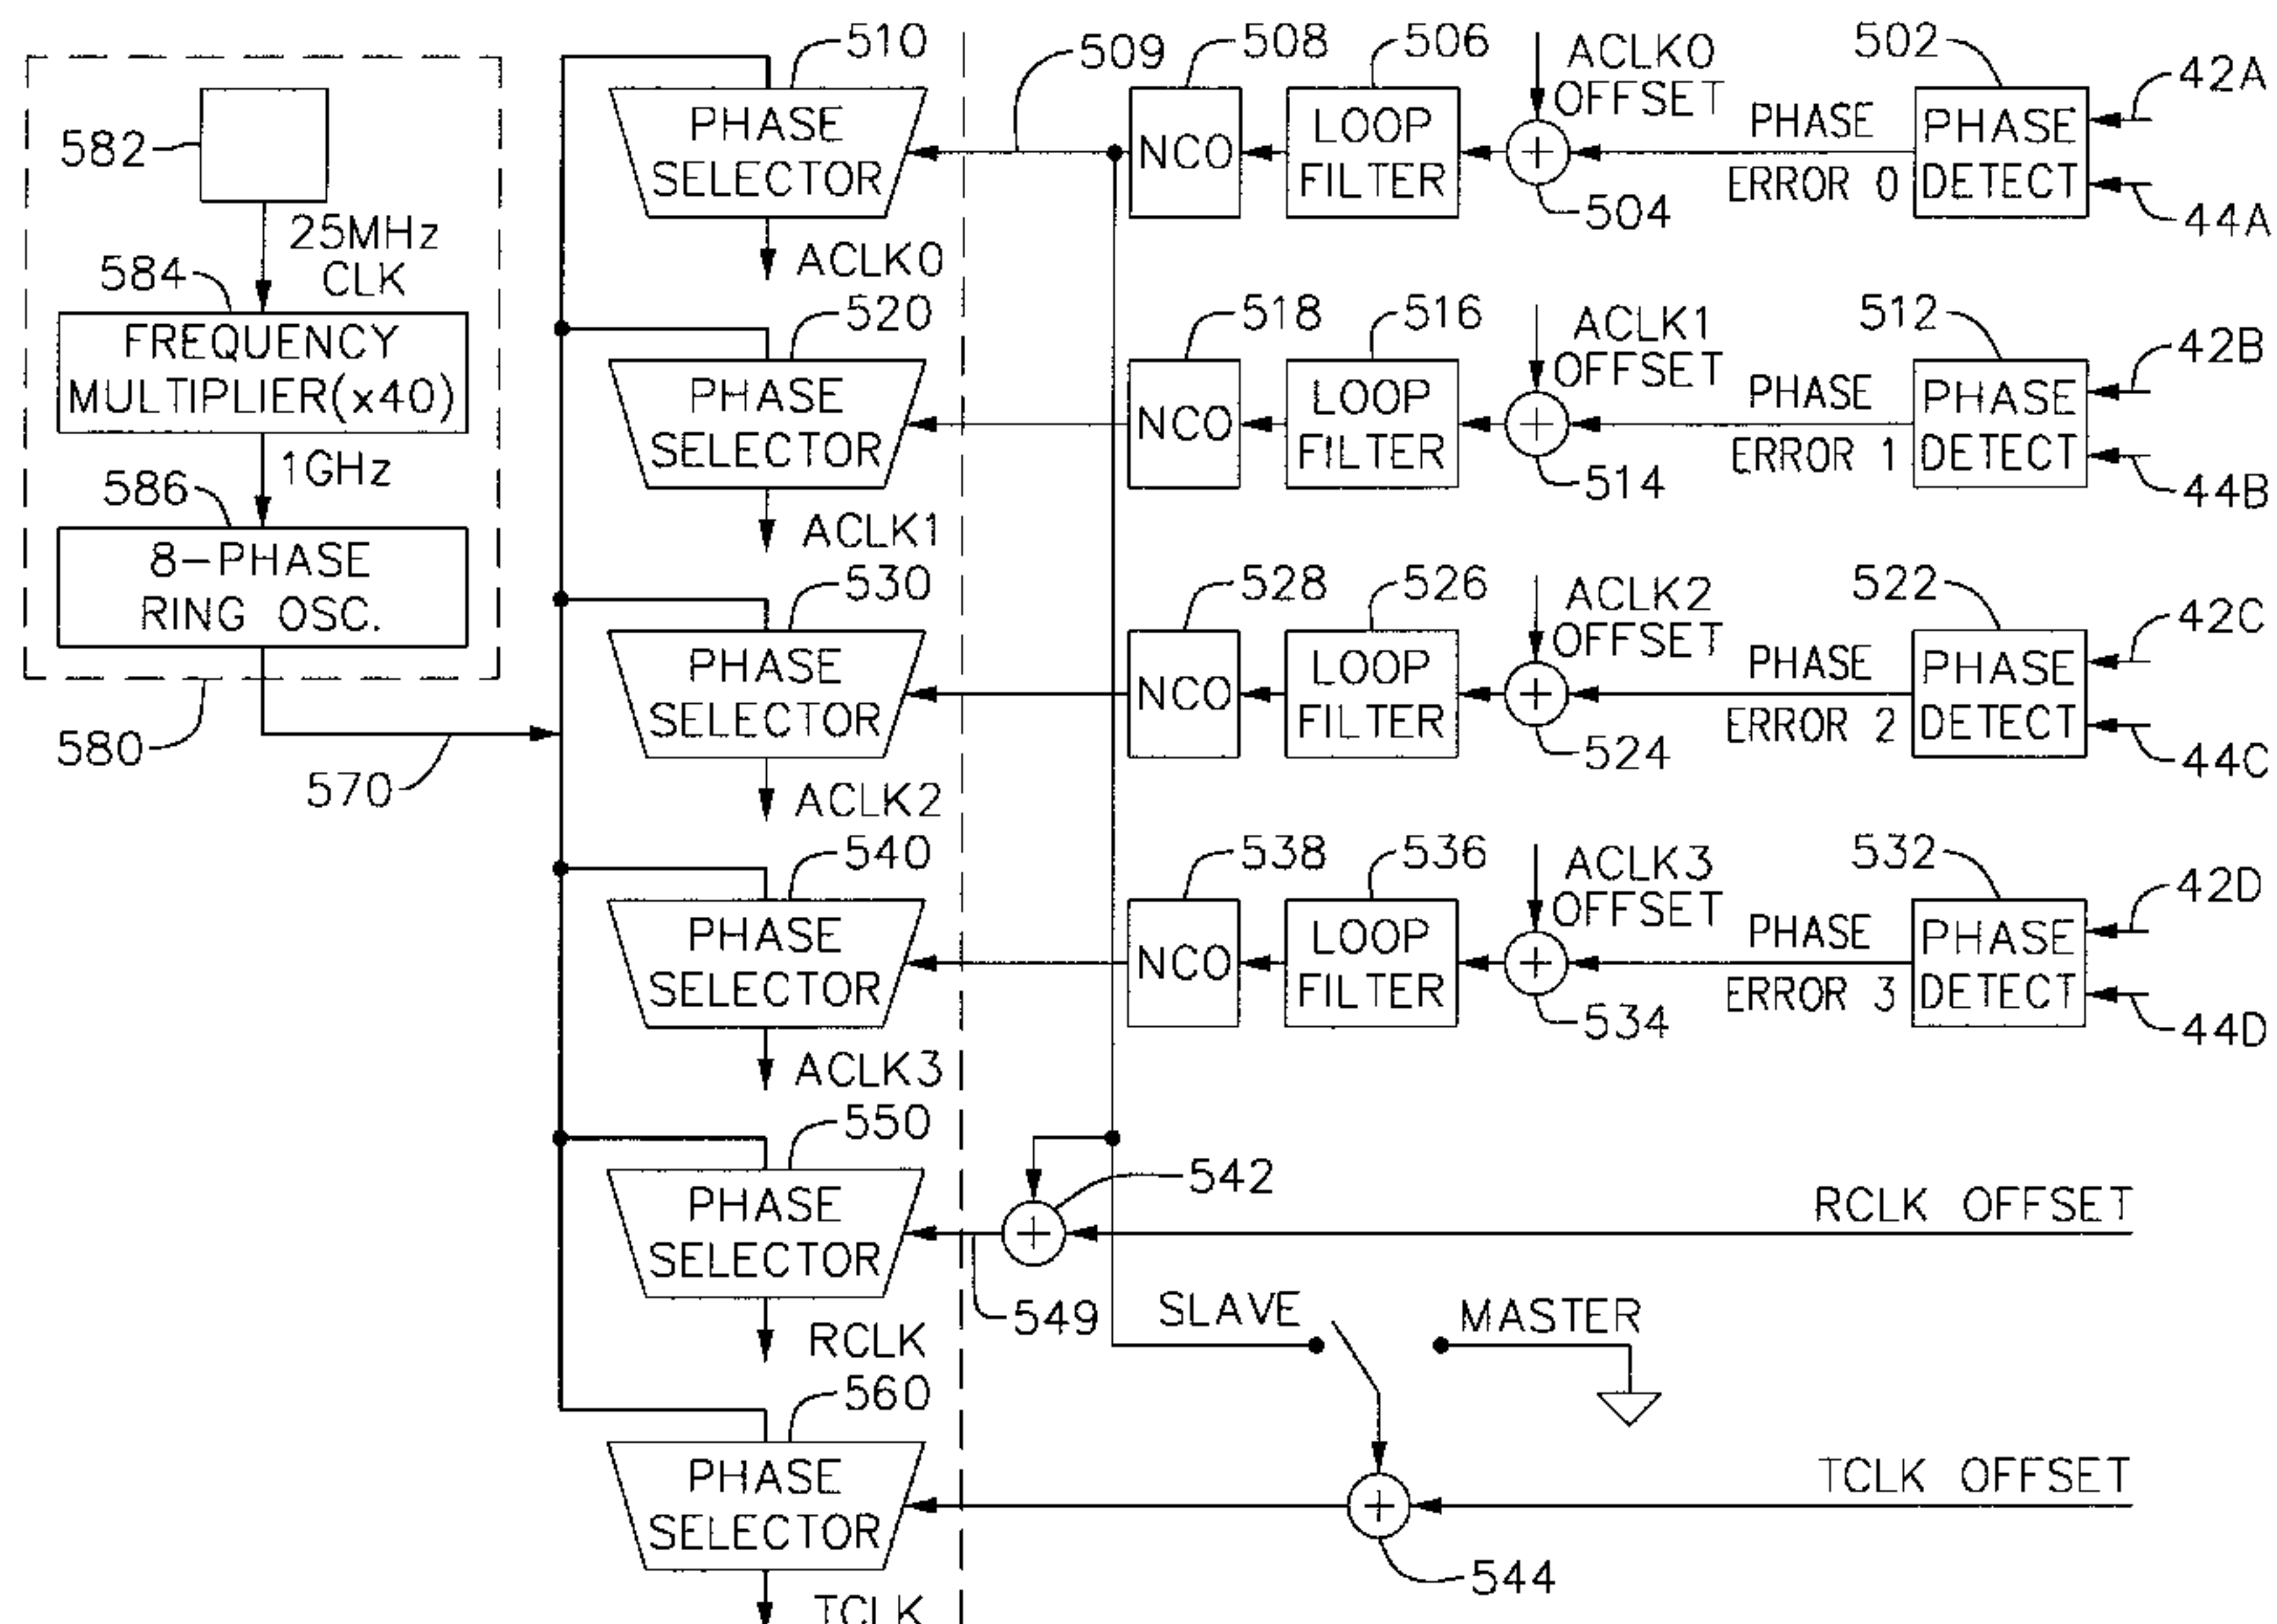 510
509
508
506
ACLK0
OFFSET
502
42A
582
PHASE
SELECTOR
NCO
LOOP
FILTER
PHASE
ERROR 0
PHASE
DETECT
504
44A
25MHz
CLK
ACLK0
584
520
518
516
ACLK1
OFFSET
512
42B
FREQUENCY
MULTIPLIER(x40)
PHASE
SELECTOR
NCO
LOOP
FILTER
PHASE
ERROR 1
PHASE
DETECT
514
44B
1GHz
586
ACLK1
8-PHASE
RING OSC.
530
528
526
ACLK2
OFFSET
522
42C
PHASE
SELECTOR
NCO
LOOP
FILTER
PHASE
ERROR 2
PHASE
DETECT
524
44C
580
570
ACLK2
540
538
536
ACLK3
OFFSET
532
42D
PHASE
SELECTOR
NCO
LOOP
FILTER
PHASE
ERROR 3
PHASE
DETECT
534
44D
ACLK3
550
542
PHASE
SELECTOR
RCLK OFFSET
549
SLAVE
MASTER
RCLK
560
PHASE
SELECTOR
TCLK OFFSET
544
TCLK